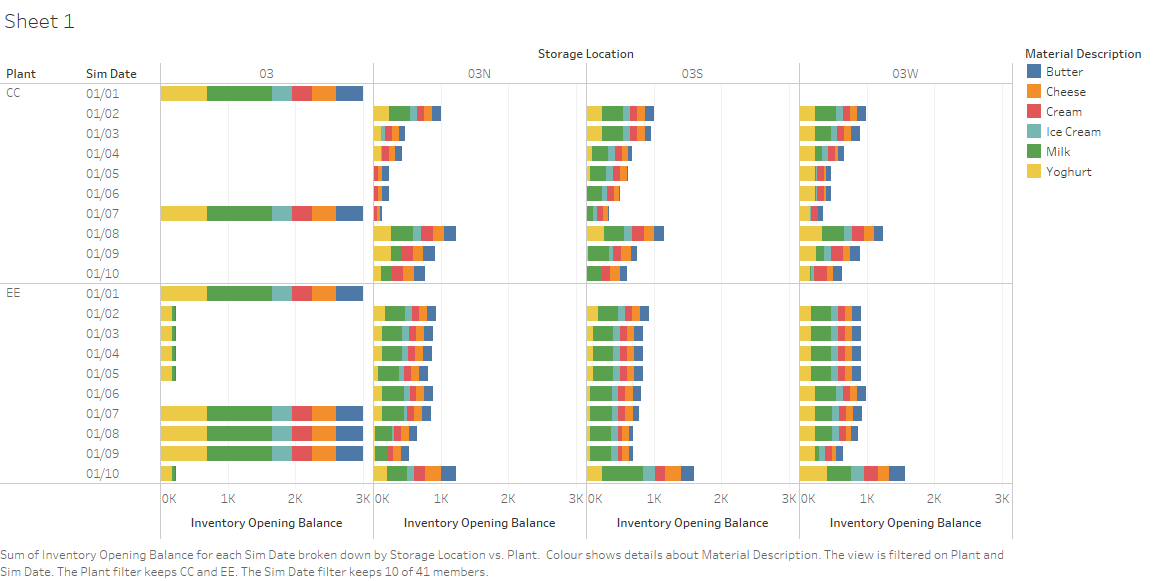 Sheet 1
Storage Location
Plant Sim Date 03 03N 03S 03W
CC 01/01
01/02
01/03
01/04
01/05
01/06
01/07
01/08
01/09
01/10
EE 01/01
01/02
01/03
01/04
01/05
01/06
01/07
01/08
01/09
01/10
0K 1K 2K 3K 0K 1K 2K 3K 0K 1K 2K 3K 0K 1K 2K 3K
Inventory Opening Balance Inventory Opening Balance Inventory Opening Balance Inventory Opening Balance
Material Description
Butter
Cheese
Cream
Ice Cream
Milk
Yoghurt
Sum of Inventory Opening Balance for each Sim Date broken down by Storage Location vs. Plant.  Colour shows details about Material Description. The view is filtered on Plant and
Sim Date. The Plant filter keeps CC and EE. The Sim Date filter keeps 10 of 41 members.